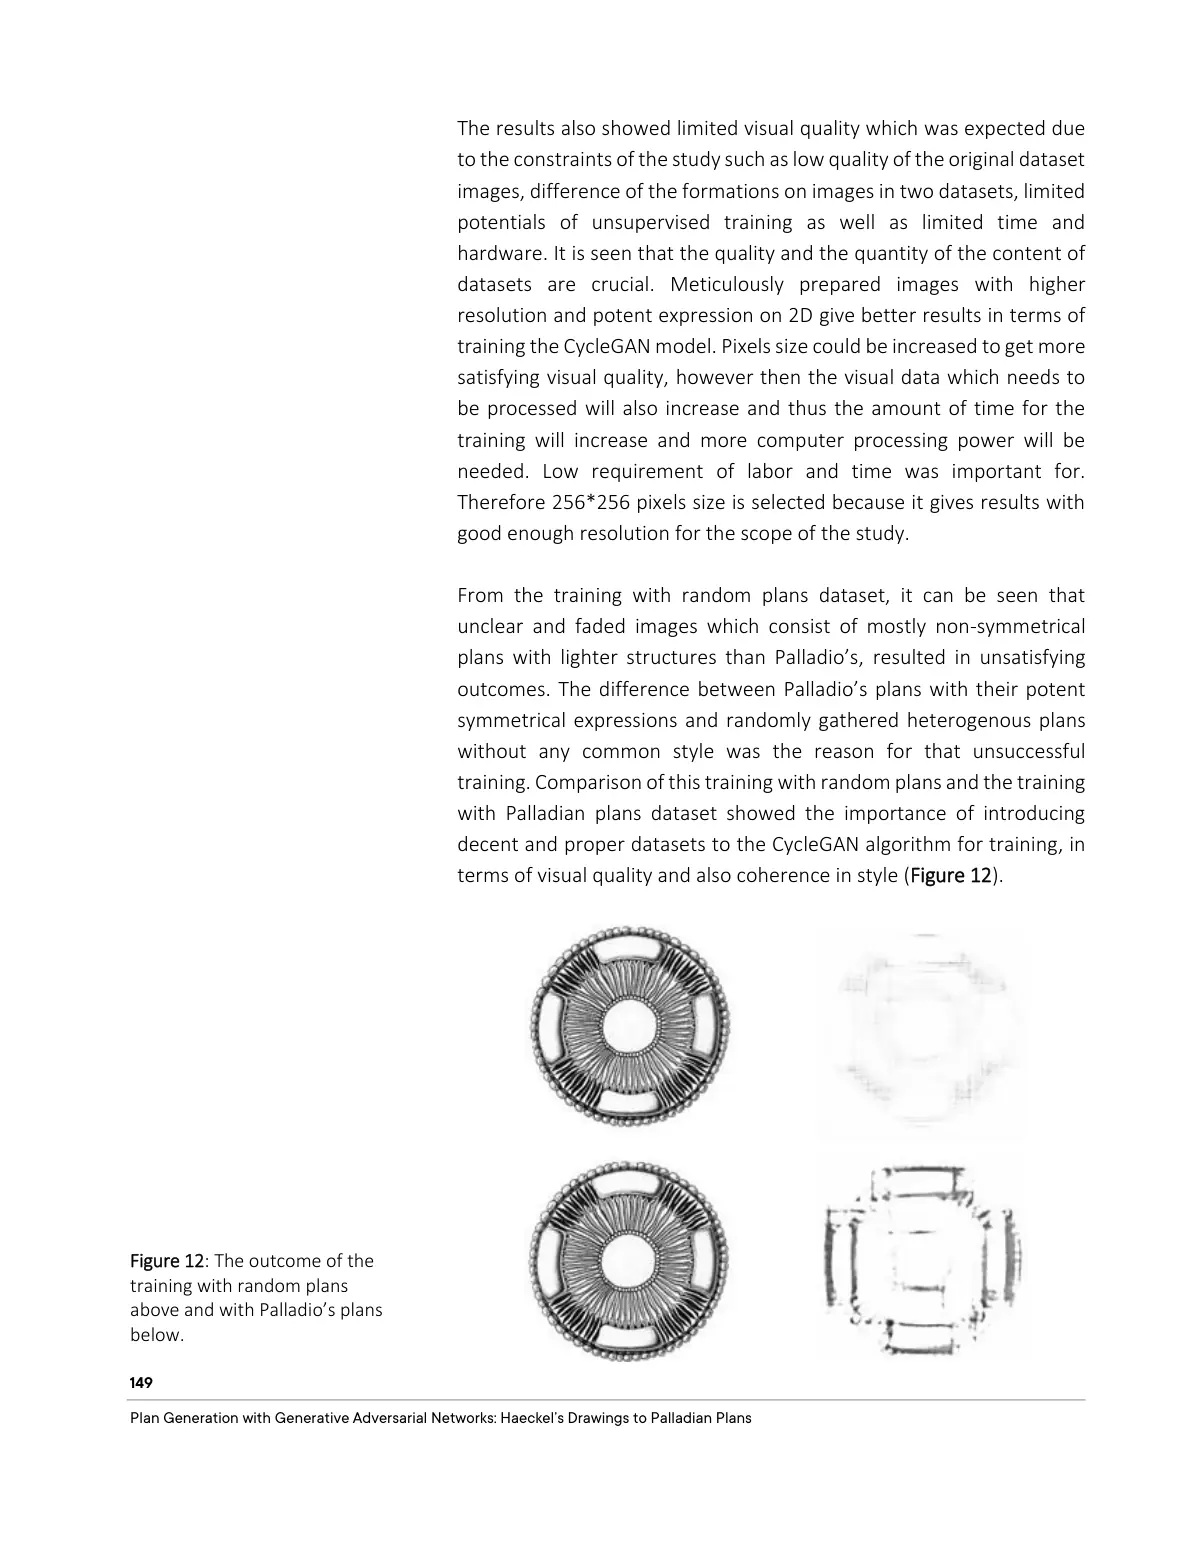 The results also showed limited visual quality which was expected due
to the constraints of the study such as low quality of the original dataset
images, difference of the formations on images in two datasets, limited
potentials of unsupervised training as well as limited time and
hardware. It is seen that the quality and the quantity of the content of
datasets are crucial. Meticulously prepared images with higher
resolution and potent expression on 2D give better results in terms of
training the CycleGAN model. Pixels size could be increased to get more
satisfying visual quality, however then the visual data which needs to
be processed will also increase and thus the amount of time for the
training will increase and more computer processing power will be
needed. Low requirement of labor and time was important for.
Therefore 256*256 pixels size is selected because it gives results with
good enough resolution for the scope of the study.
From the training with random plans dataset, it can be seen that
unclear and faded images which consist of mostly non-symmetrical
plans with lighter structures than Palladio’s, resulted in unsatisfying
outcomes. The difference between Palladio’s plans with their potent
symmetrical expressions and randomly gathered heterogenous plans
without any common style was the reason for that unsuccessful
training. Comparison of this training with random plans and the training
with Palladian plans dataset showed the importance of introducing
decent and proper datasets to the CycleGAN algorithm for training, in
terms of visual quality and also coherence in style (Figure 12).
Figure 12: The outcome of the
training with random plans
above and with Palladio’s plans
below.
149
Plan Generation with Generative Adversarial Networks: Haeckel’s Drawings to Palladian Plans